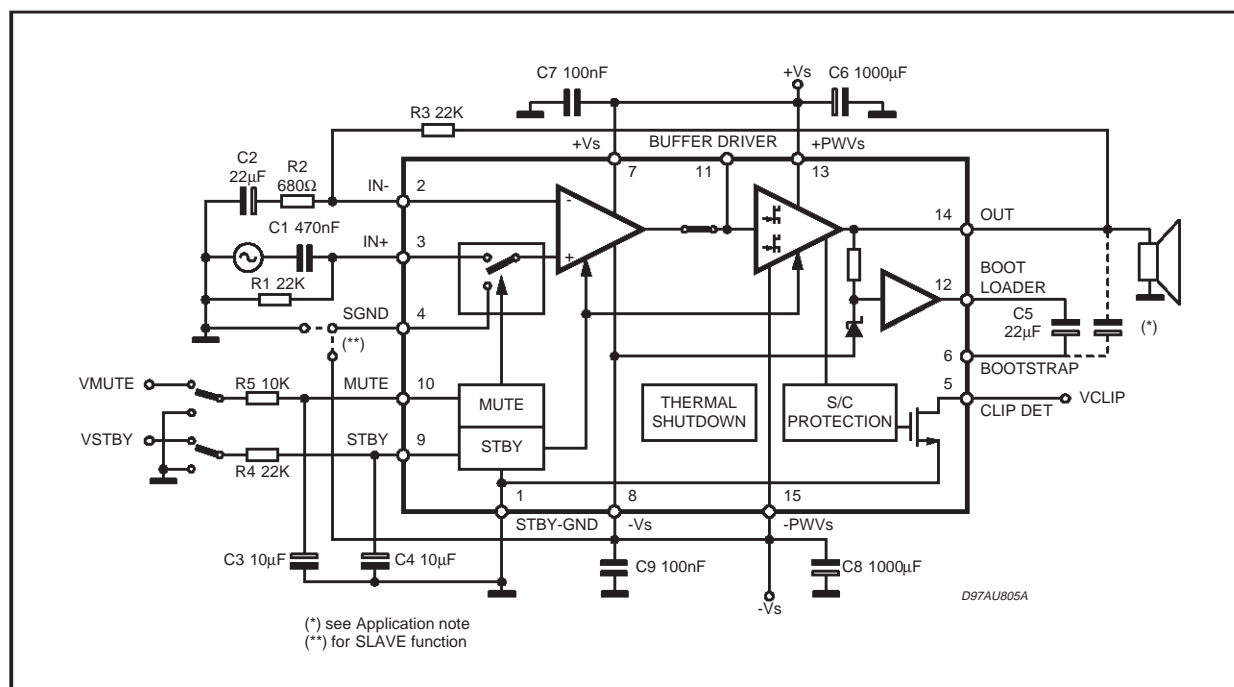 C7 100nF
+Vs
C6 1000µF
R3 22K
BUFFER DRIVER
+Vs
+PWVs
7
11
13
C2
22µF
R2
680Ω
IN-
2
-
C1 470nF
IN+
3
+
14
OUT
R1 22K
SGND
4
(**)
12
BOOT
LOADER
C5
22µF
(*)
6
BOOTSTRAP
VMUTE
R5 10K
MUTE
10
MUTE
THERMAL
SHUTDOWN
S/C
PROTECTION
5
CLIP DET
VCLIP
VSTBY
R4 22K
STBY
9
STBY
1
8
15
STBY-GND
-Vs
-PWVs
C3 10µF
C4 10µF
C9 100nF
C8 1000µF
-Vs
D97AU805A
(*) see Application note
(**) for SLAVE function